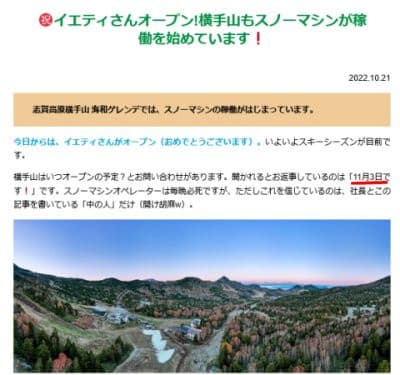 ㊗イエティさんオープン!横手山もスノーマシンが稼
働を始めています❗
2022.10.21
志賀高原横手山 海和ゲレンデでは、スノーマシンの稼働がはじまっています。
今日からは、イエティさんがオープン（おめでとうございます）。いよいよスキーシーズンが目前で
す。
横手山はいつオープンの予定？とお問い合わせがあります。聞かれるとお返事しているのは「11月3日で
す！」です。スノーマシンオペレーターは毎晩必死ですが、ただしこれを信じているのは、社長とこの
記事を書いている「中の人」だけ（開け胡麻w）。